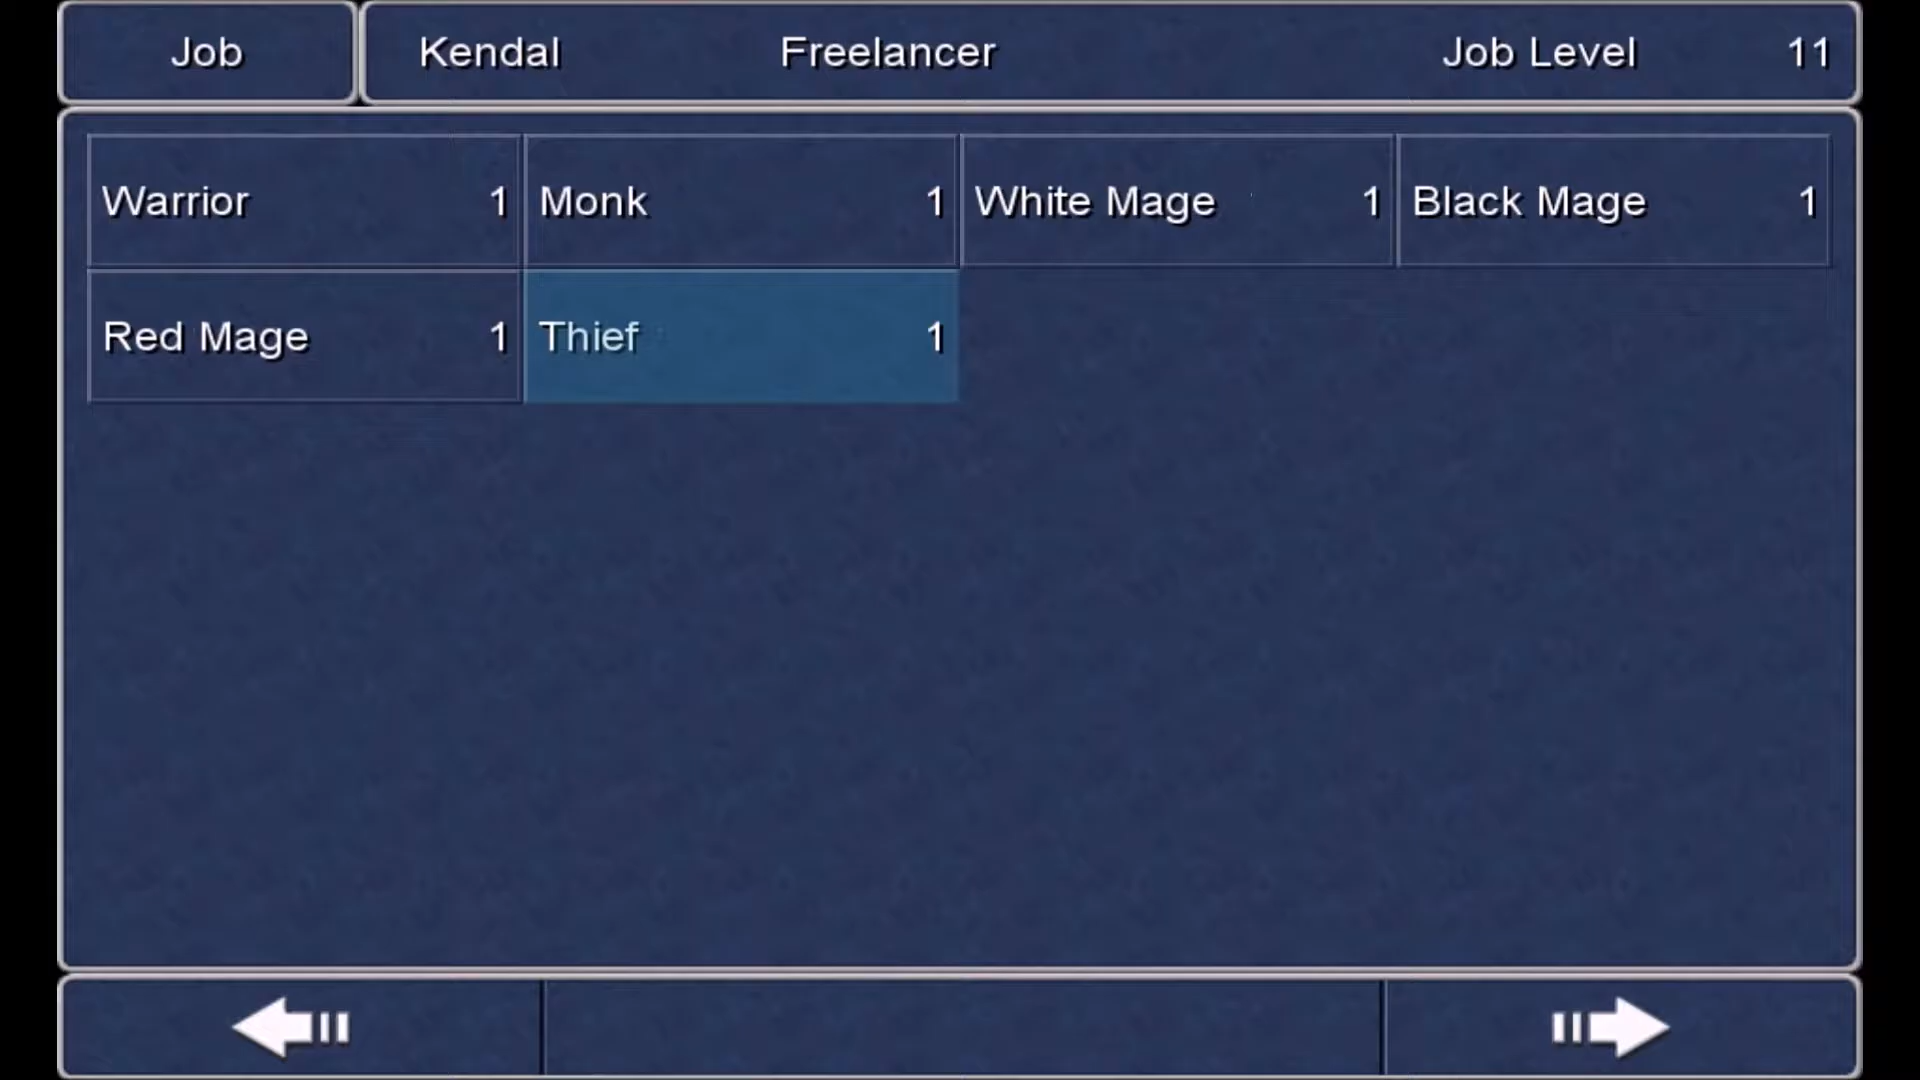 Job Kendal Freelancer Job Level 11
Warrior 1 Monk 1 White Mage 1 Black Mage 1
Red Mage 1 Thief 1